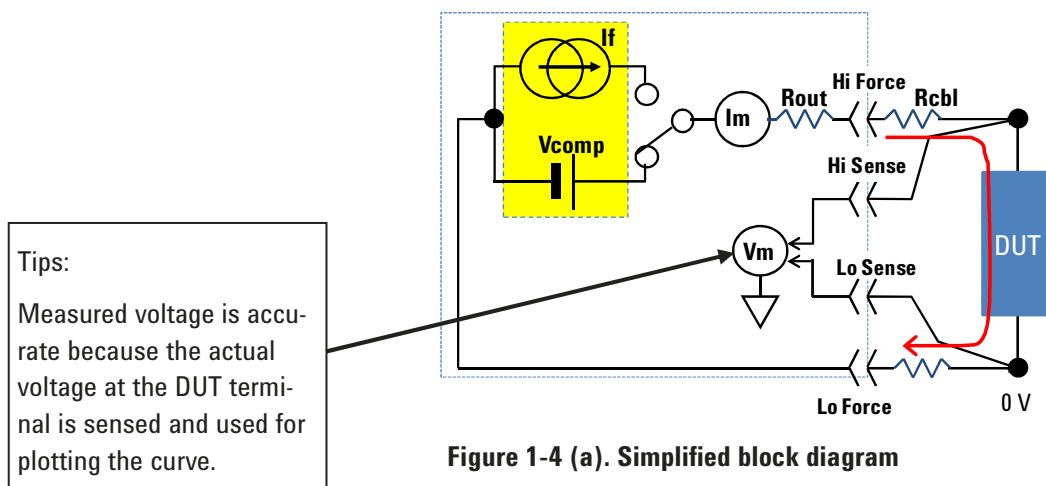 If
Hi Force
Rout
Rcbl
Im
Vcomp
Hi Sense
DUT
Vm
Lo Sense
Lo Force
0 V
Tips:
Measured voltage is accu-
rate because the actual
voltage at the DUT termi-
nal is sensed and used for
plotting the curve.
Figure 1-4 (a). Simplified block diagram